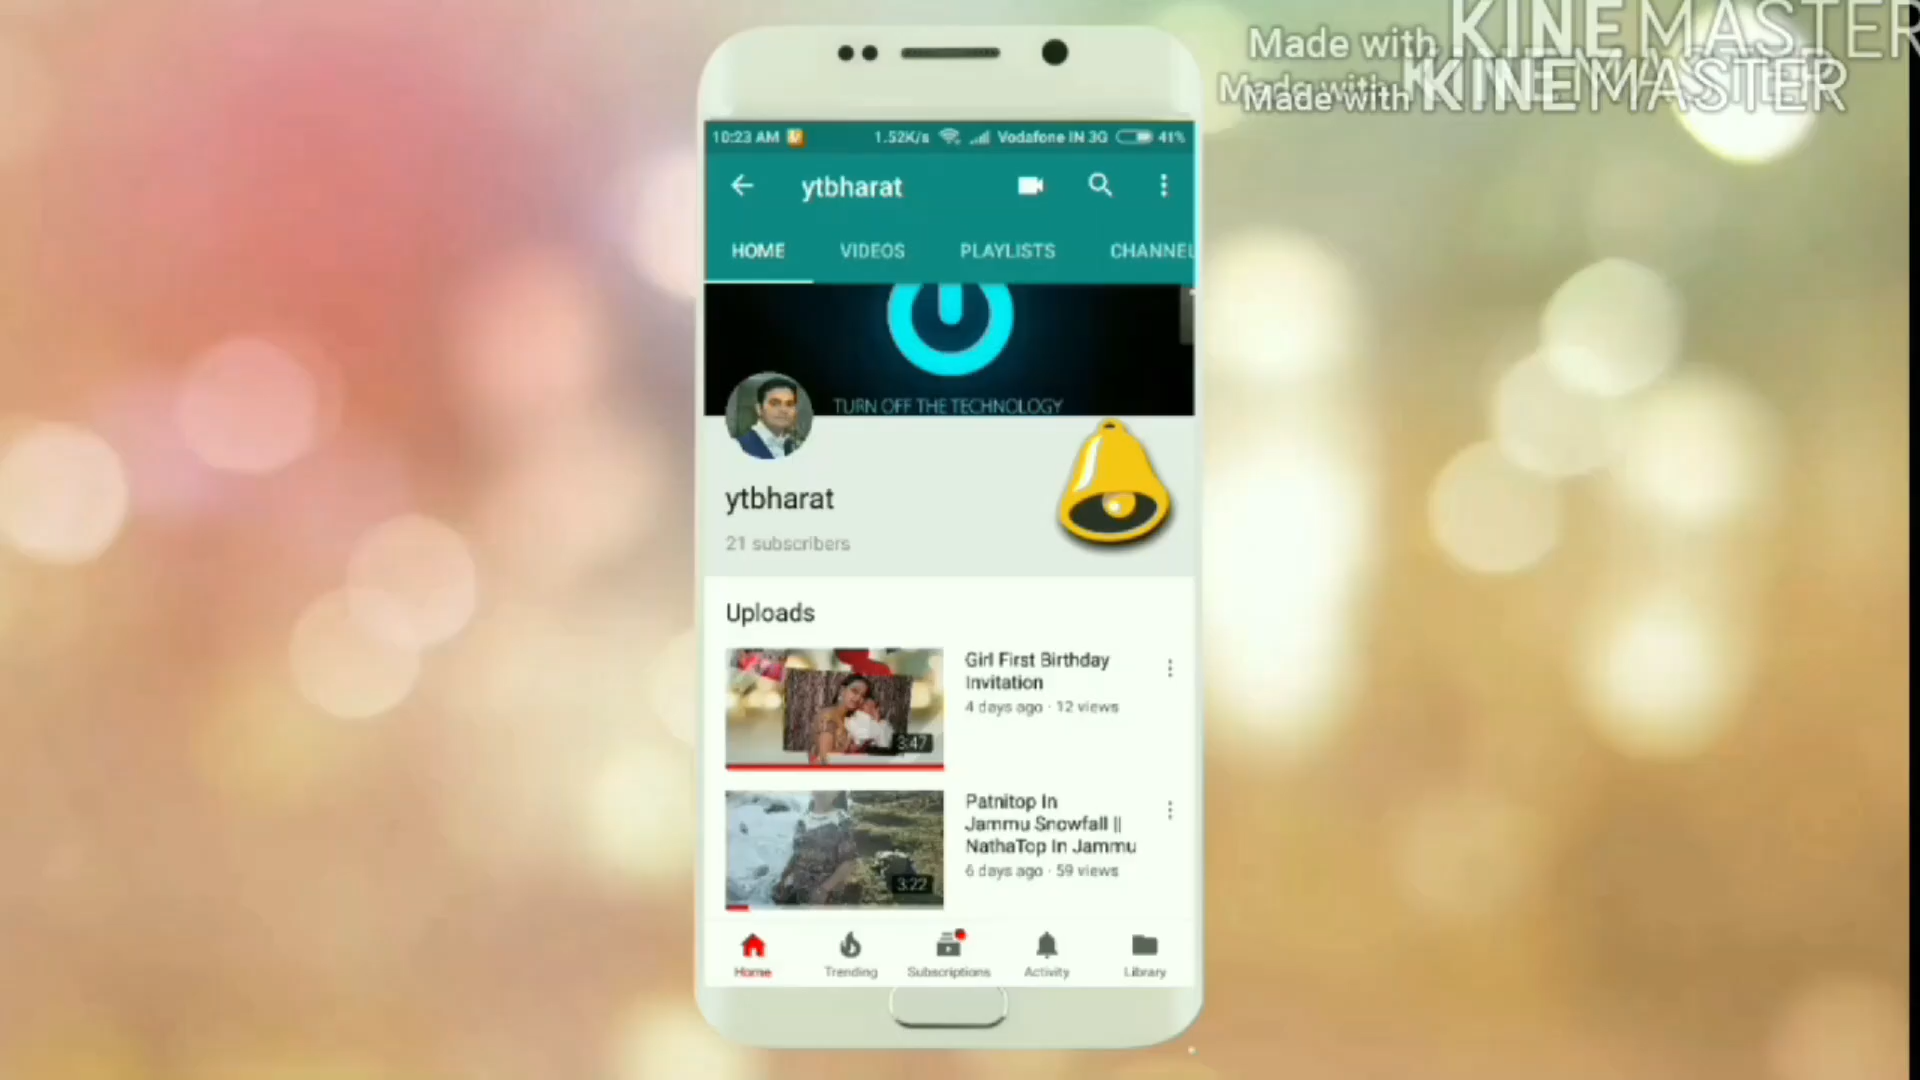 Made with KINEMASTER
Made with KINEMASTER
Made with
10:23 AM 1.52K/s Vodafone IN 3G 41%
ytbharat
HOME VIDEOS PLAYLISTS CHANNEL
TURN OFF THE TECHNOLOGY
ytbharat
21 subscribers
Uploads
Girl First Birthday
Invitation
4 days ago · 12 views
3:47
Patnitop In
Jammu Snowfall ||
NathaTop In Jammu
6 days ago · 59 views
3:22
Home Trending Subscriptions Activity Library